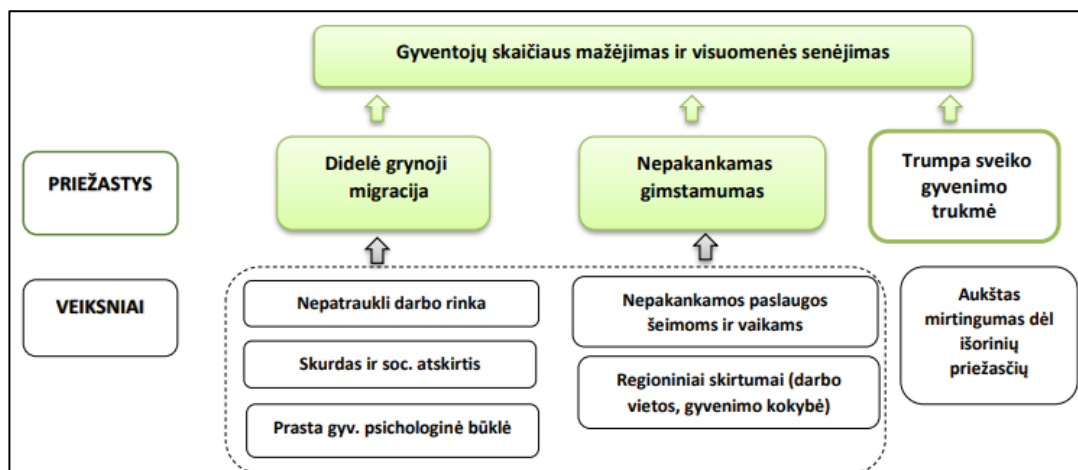 Gyventojų skaičiaus mažėjimas ir visuomenės senėjimas
PRIEŽASTYS
Didelė grynoji
migracija
Nepakankamas
gimstamumas
Trumpa sveiko
gyvenimo
trukmė
VEIKSNIAI
Nepatraukli darbo rinka
Skurdas ir soc. atskirtis
Prasta gyv. psichologinė būklė
Nepakankamos paslaugos
šeimoms ir vaikams
Regioniniai skirtumai (darbo
vietos, gyvenimo kokybė)
Aukštas
mirtingumas dėl
išorinių
priežasčių